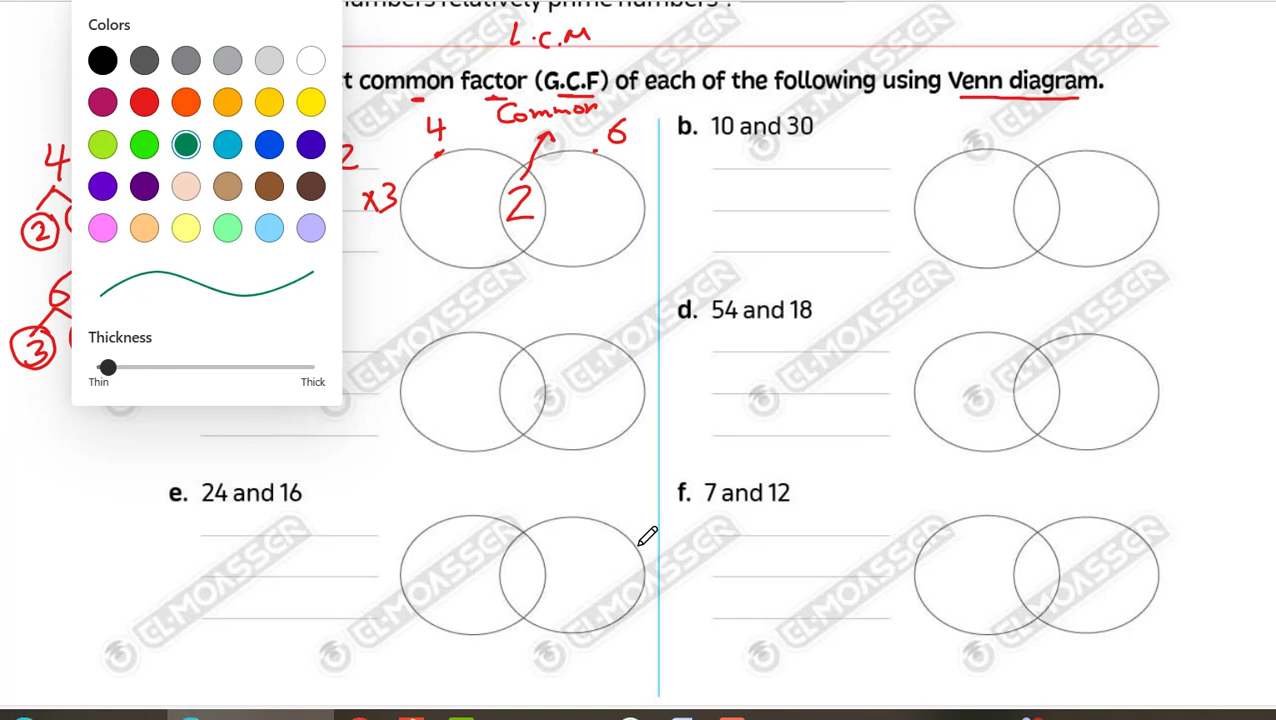 Colors
Thickness
Thin Thick
umbers relatively prime numbers ?
L.C.M
t common factor (G.C.F) of each of the following using Venn diagram.
Common
4 6
4 2
x3
2
2
6
3
b. 10 and 30
d. 54 and 18
e. 24 and 16
f. 7 and 12
EL-MOASSER